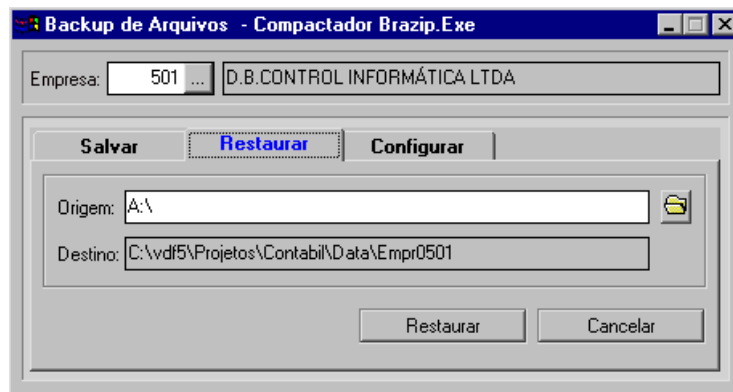 Backup de Arquivos - Compactador Brazip.Exe
Empresa: 501 ... D.B.CONTROL INFORMÁTICA LTDA
Salvar Restaurar Configurar
Origem: A:\
Destino: C:\vdf5\Projetos\Contabil\Data\Empr0501
Restaurar Cancelar